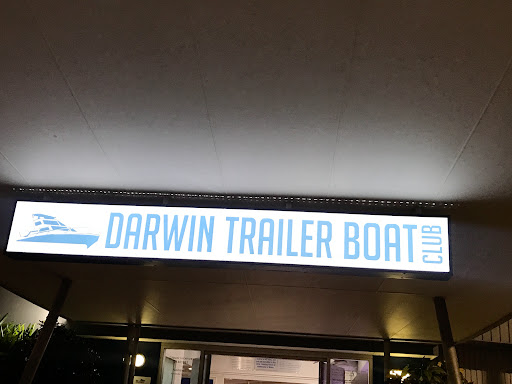 DARWIN TRAILER BOAT CLUB